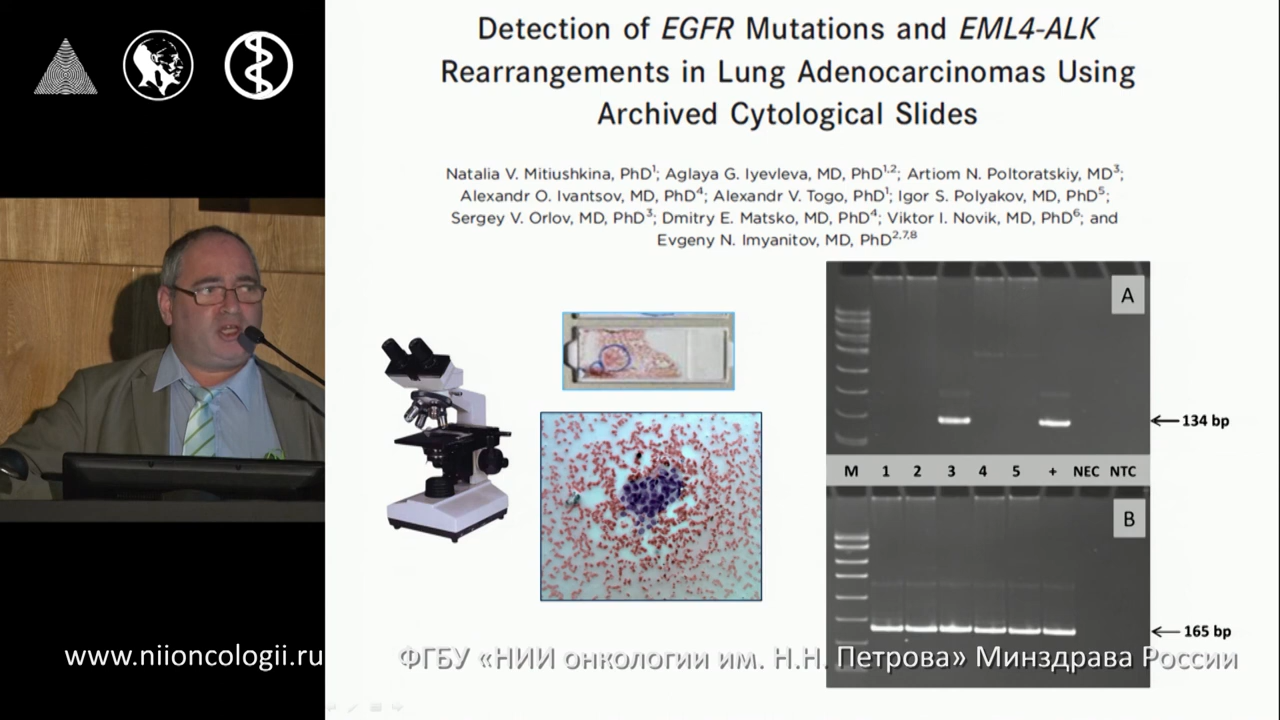 Detection of EGFR Mutations and EML4-ALK
Rearrangements in Lung Adenocarcinomas Using
Archived Cytological Slides
Natalia V. Mitiushkina, PhD1; Aglaya G. Iyevleva, MD, PhD1,2; Artiom N. Poltoratskiy, MD3;
Alexandr O. Ivantsov, MD, PhD4; Alexandr V. Togo, PhD1; Igor S. Polyakov, MD, PhD5;
Sergey V. Orlov, MD, PhD3; Dmitry E. Matsko, MD, PhD4; Viktor I. Novik, MD, PhD6; and
Evgeny N. Imyanitov, MD, PhD2,7,8
A
134 bp
M 1 2 3 4 5 + NEC NTC
B
165 bp
www.niioncologii.ru
ФГБУ «НИИ онкологии им. Н.Н. Петрова» Минздрава России